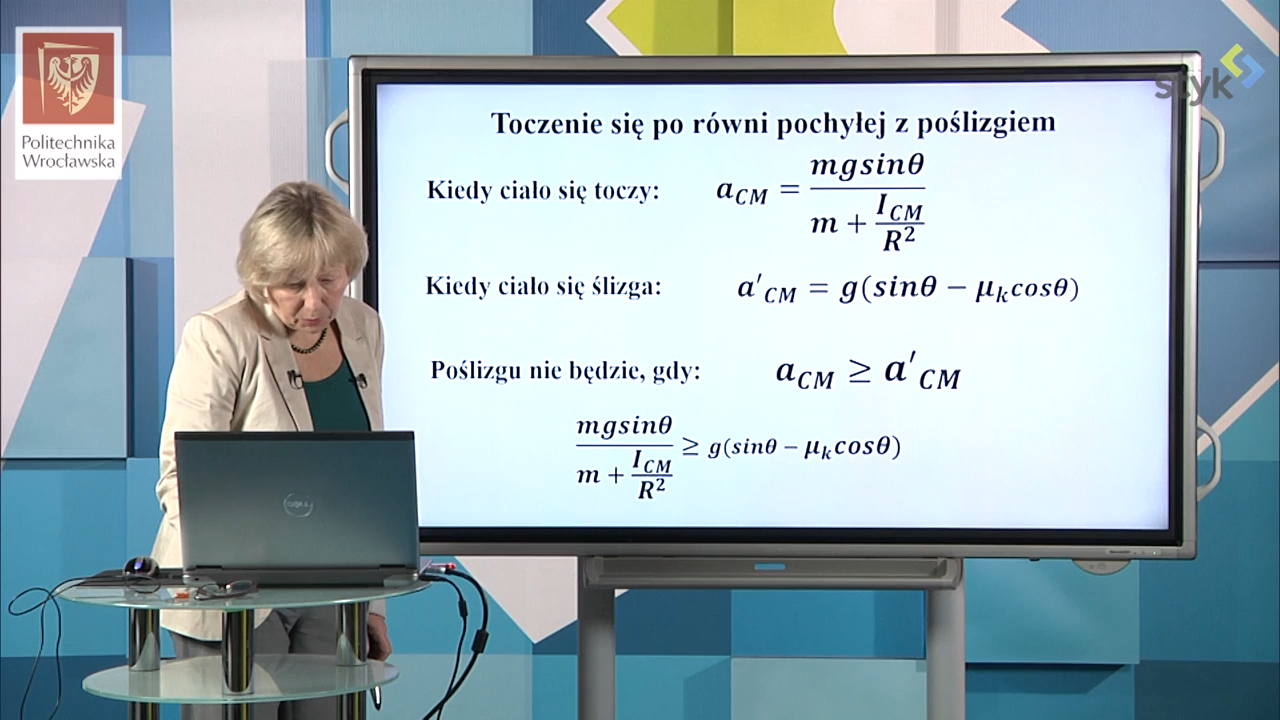 Politechnika
Wrocławska
styk
Toczenie się po równi pochyłej z poślizgiem
Kiedy ciało się toczy: a_CM = mgsinθ / (m + I_CM/R²)
Kiedy ciało się ślizga: a'_CM = g(sinθ − μ_k cosθ)
Poślizgu nie będzie, gdy: a_CM ≥ a'_CM
mgsinθ / (m + I_CM/R²) ≥ g(sinθ − μ_k cosθ)
DELL